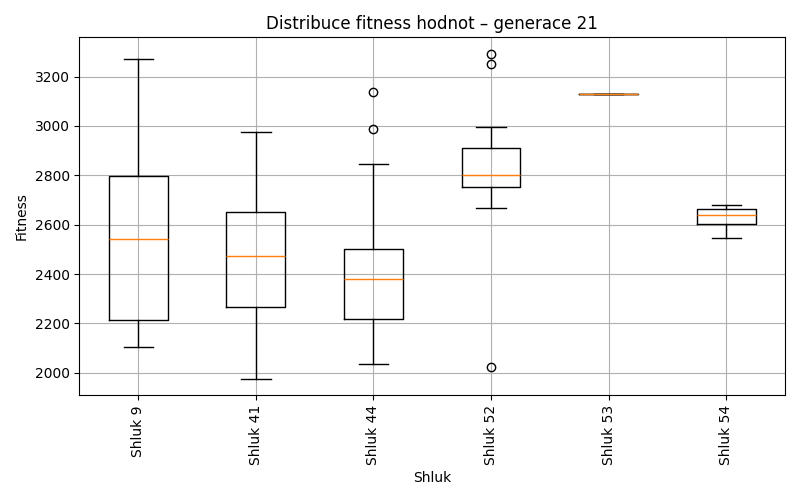 Distribuce fitness hodnot – generace 21
Fitness
3200
3000
2800
2600
2400
2200
2000
Shluk 9
Shluk 41
Shluk 44
Shluk 52
Shluk 53
Shluk 54
Shluk